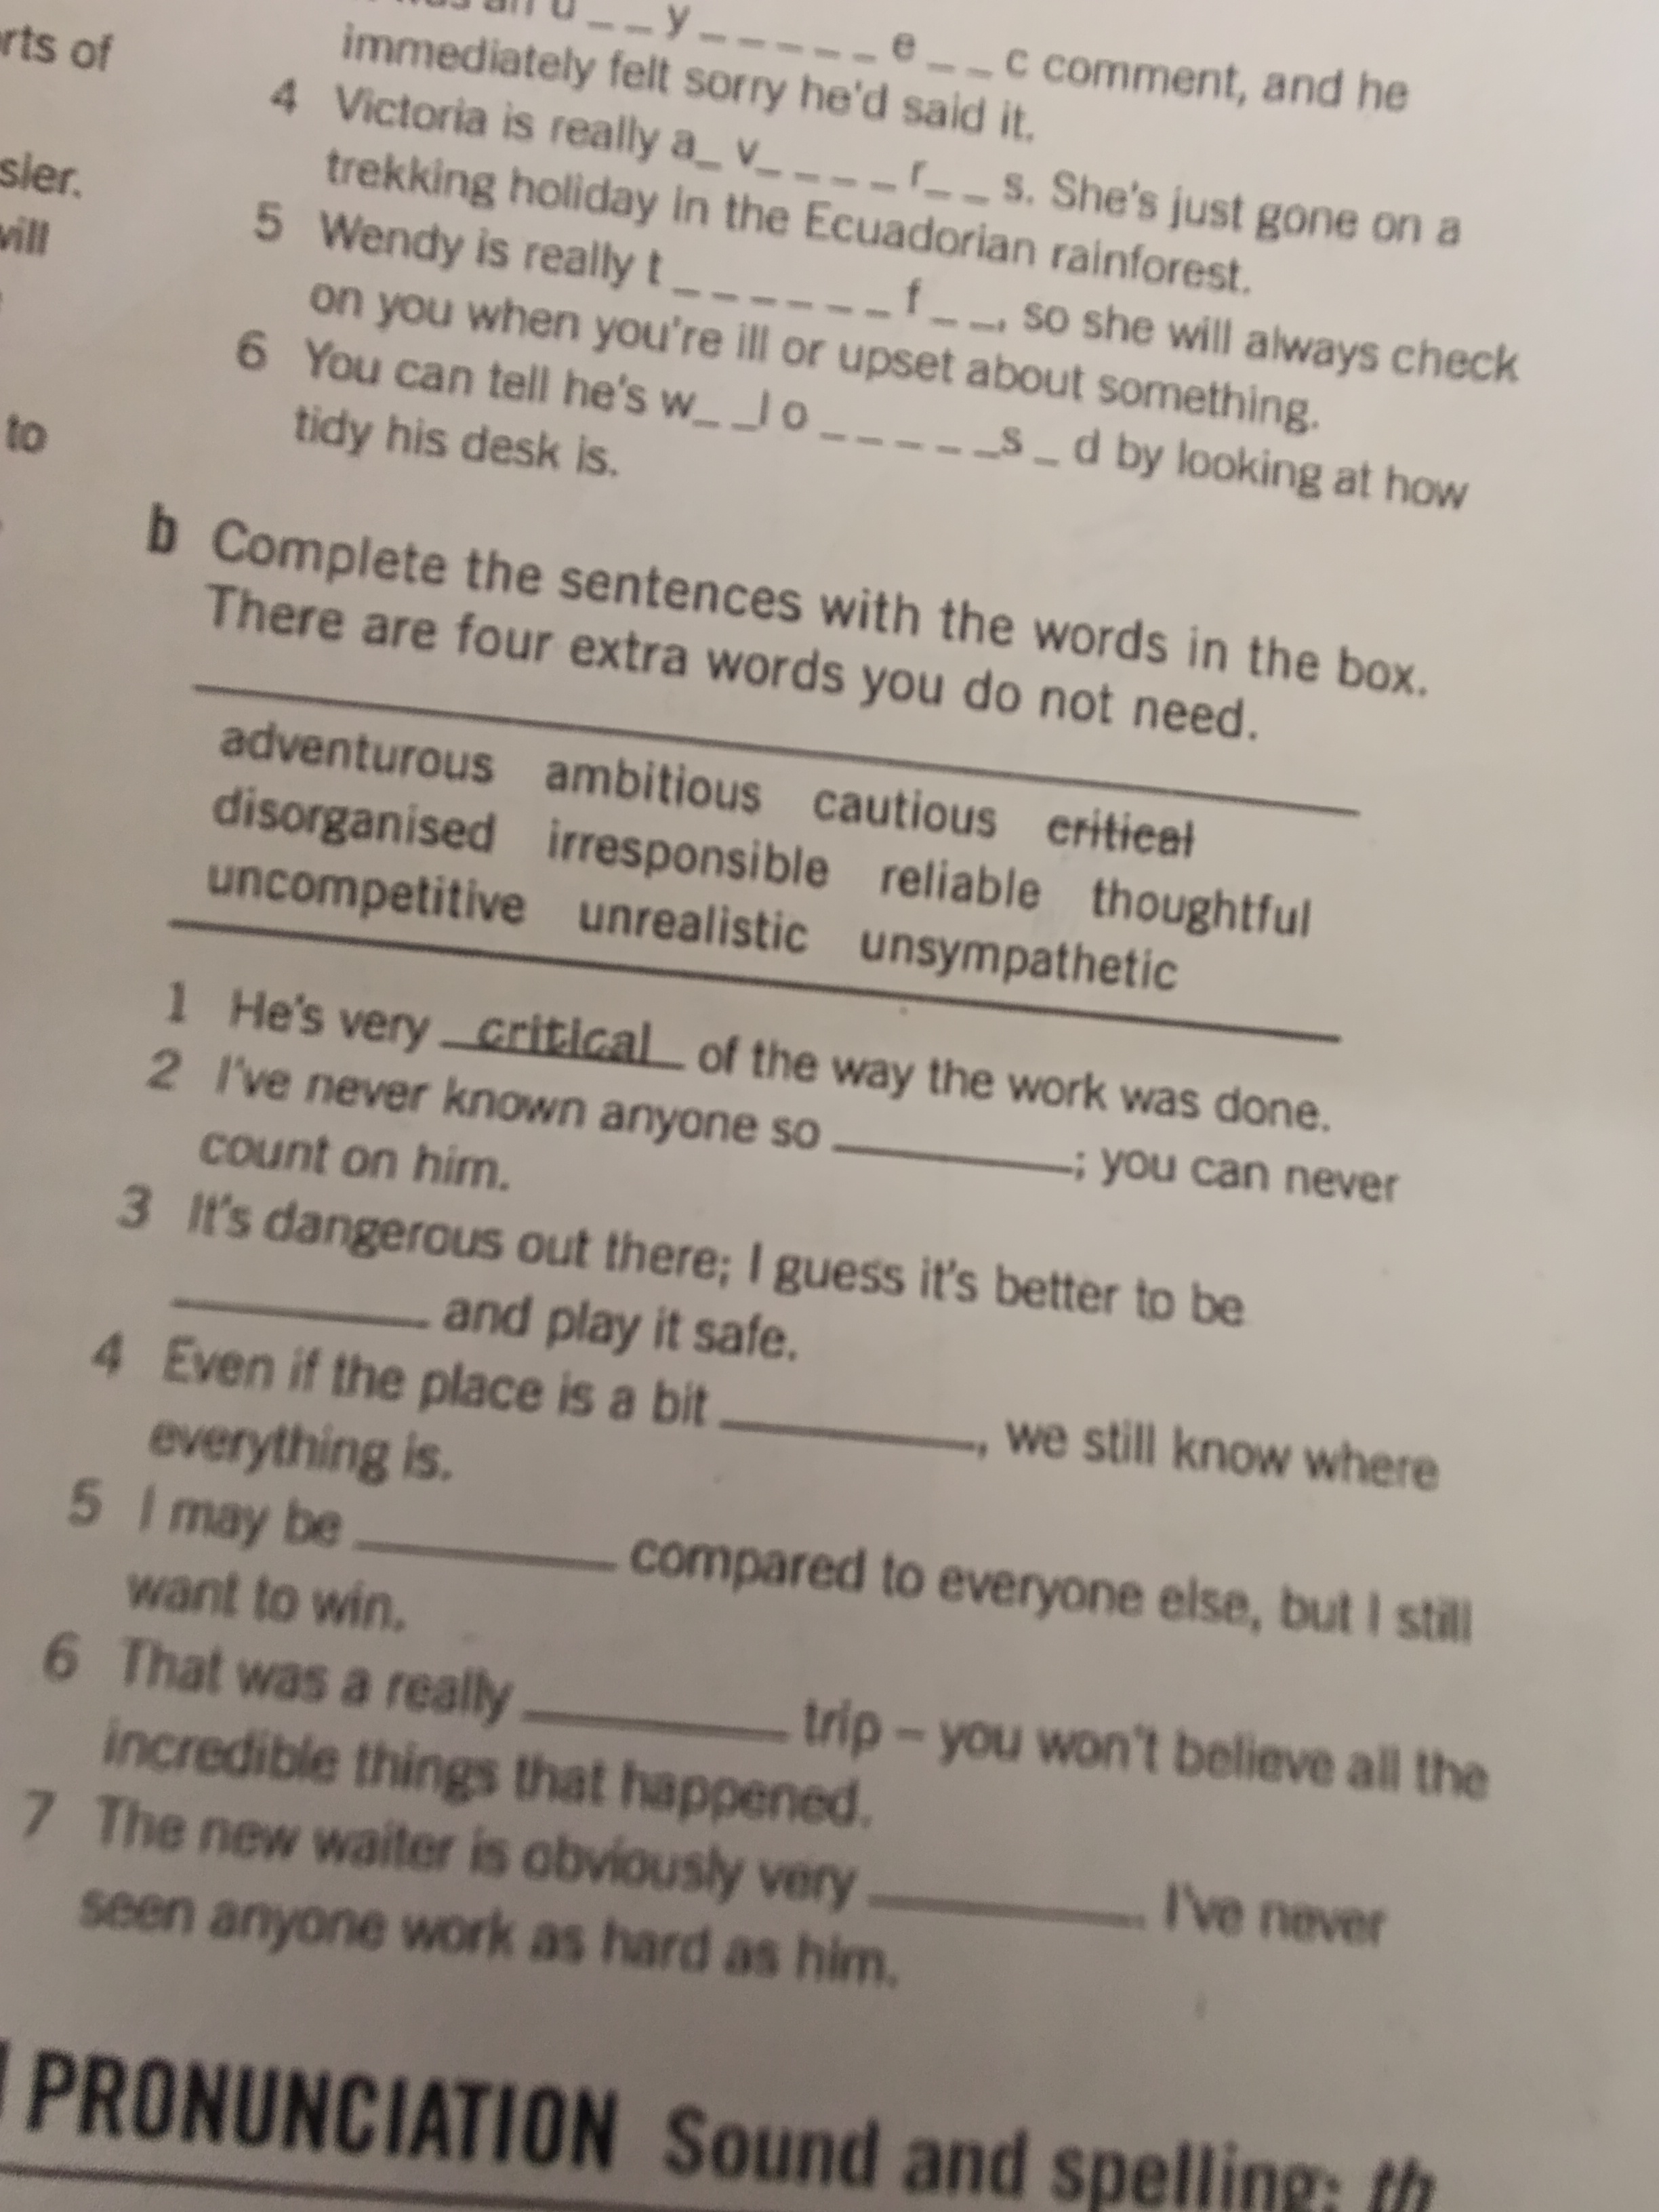 rts of
sier.
will
to
an u _ _ y _ _ _ _ _ e _ _ c comment, and he
immediately felt sorry he'd said it.
4 Victoria is really a_ v_ _ _ _ r_ _ s. She's just gone on a
trekking holiday in the Ecuadorian rainforest.
5 Wendy is really t _ _ _ _ _ _ f _ _, so she will always check
on you when you're ill or upset about something.
6 You can tell he's w_ _l o _ _ _ _ _s _ d by looking at how
tidy his desk is.
b Complete the sentences with the words in the box.
There are four extra words you do not need.
adventurous ambitious cautious critical
disorganised irresponsible reliable thoughtful
uncompetitive unrealistic unsympathetic
1 He's very critical of the way the work was done.
2 I've never known anyone so ________; you can never
count on him.
3 It's dangerous out there; I guess it's better to be
________ and play it safe.
4 Even if the place is a bit ________, we still know where
everything is.
5 I may be ________ compared to everyone else, but I still
want to win.
6 That was a really ________ trip – you won't believe all the
incredible things that happened.
7 The new waiter is obviously very ________. I've never
seen anyone work as hard as him.
PRONUNCIATION Sound and spelling: th